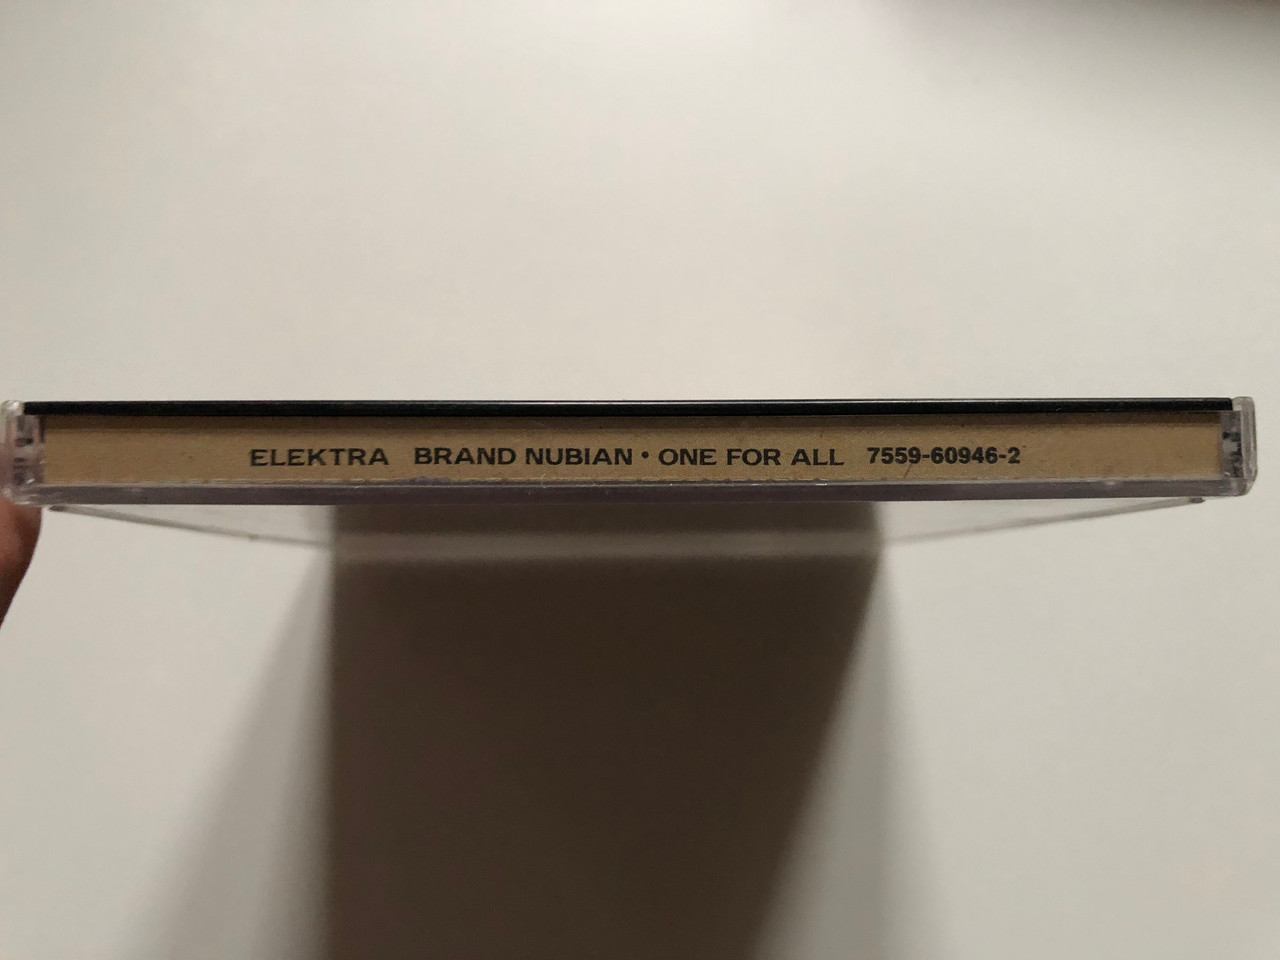 ELEKTRA BRAND NUBIAN • ONE FOR ALL 7559-60946-2